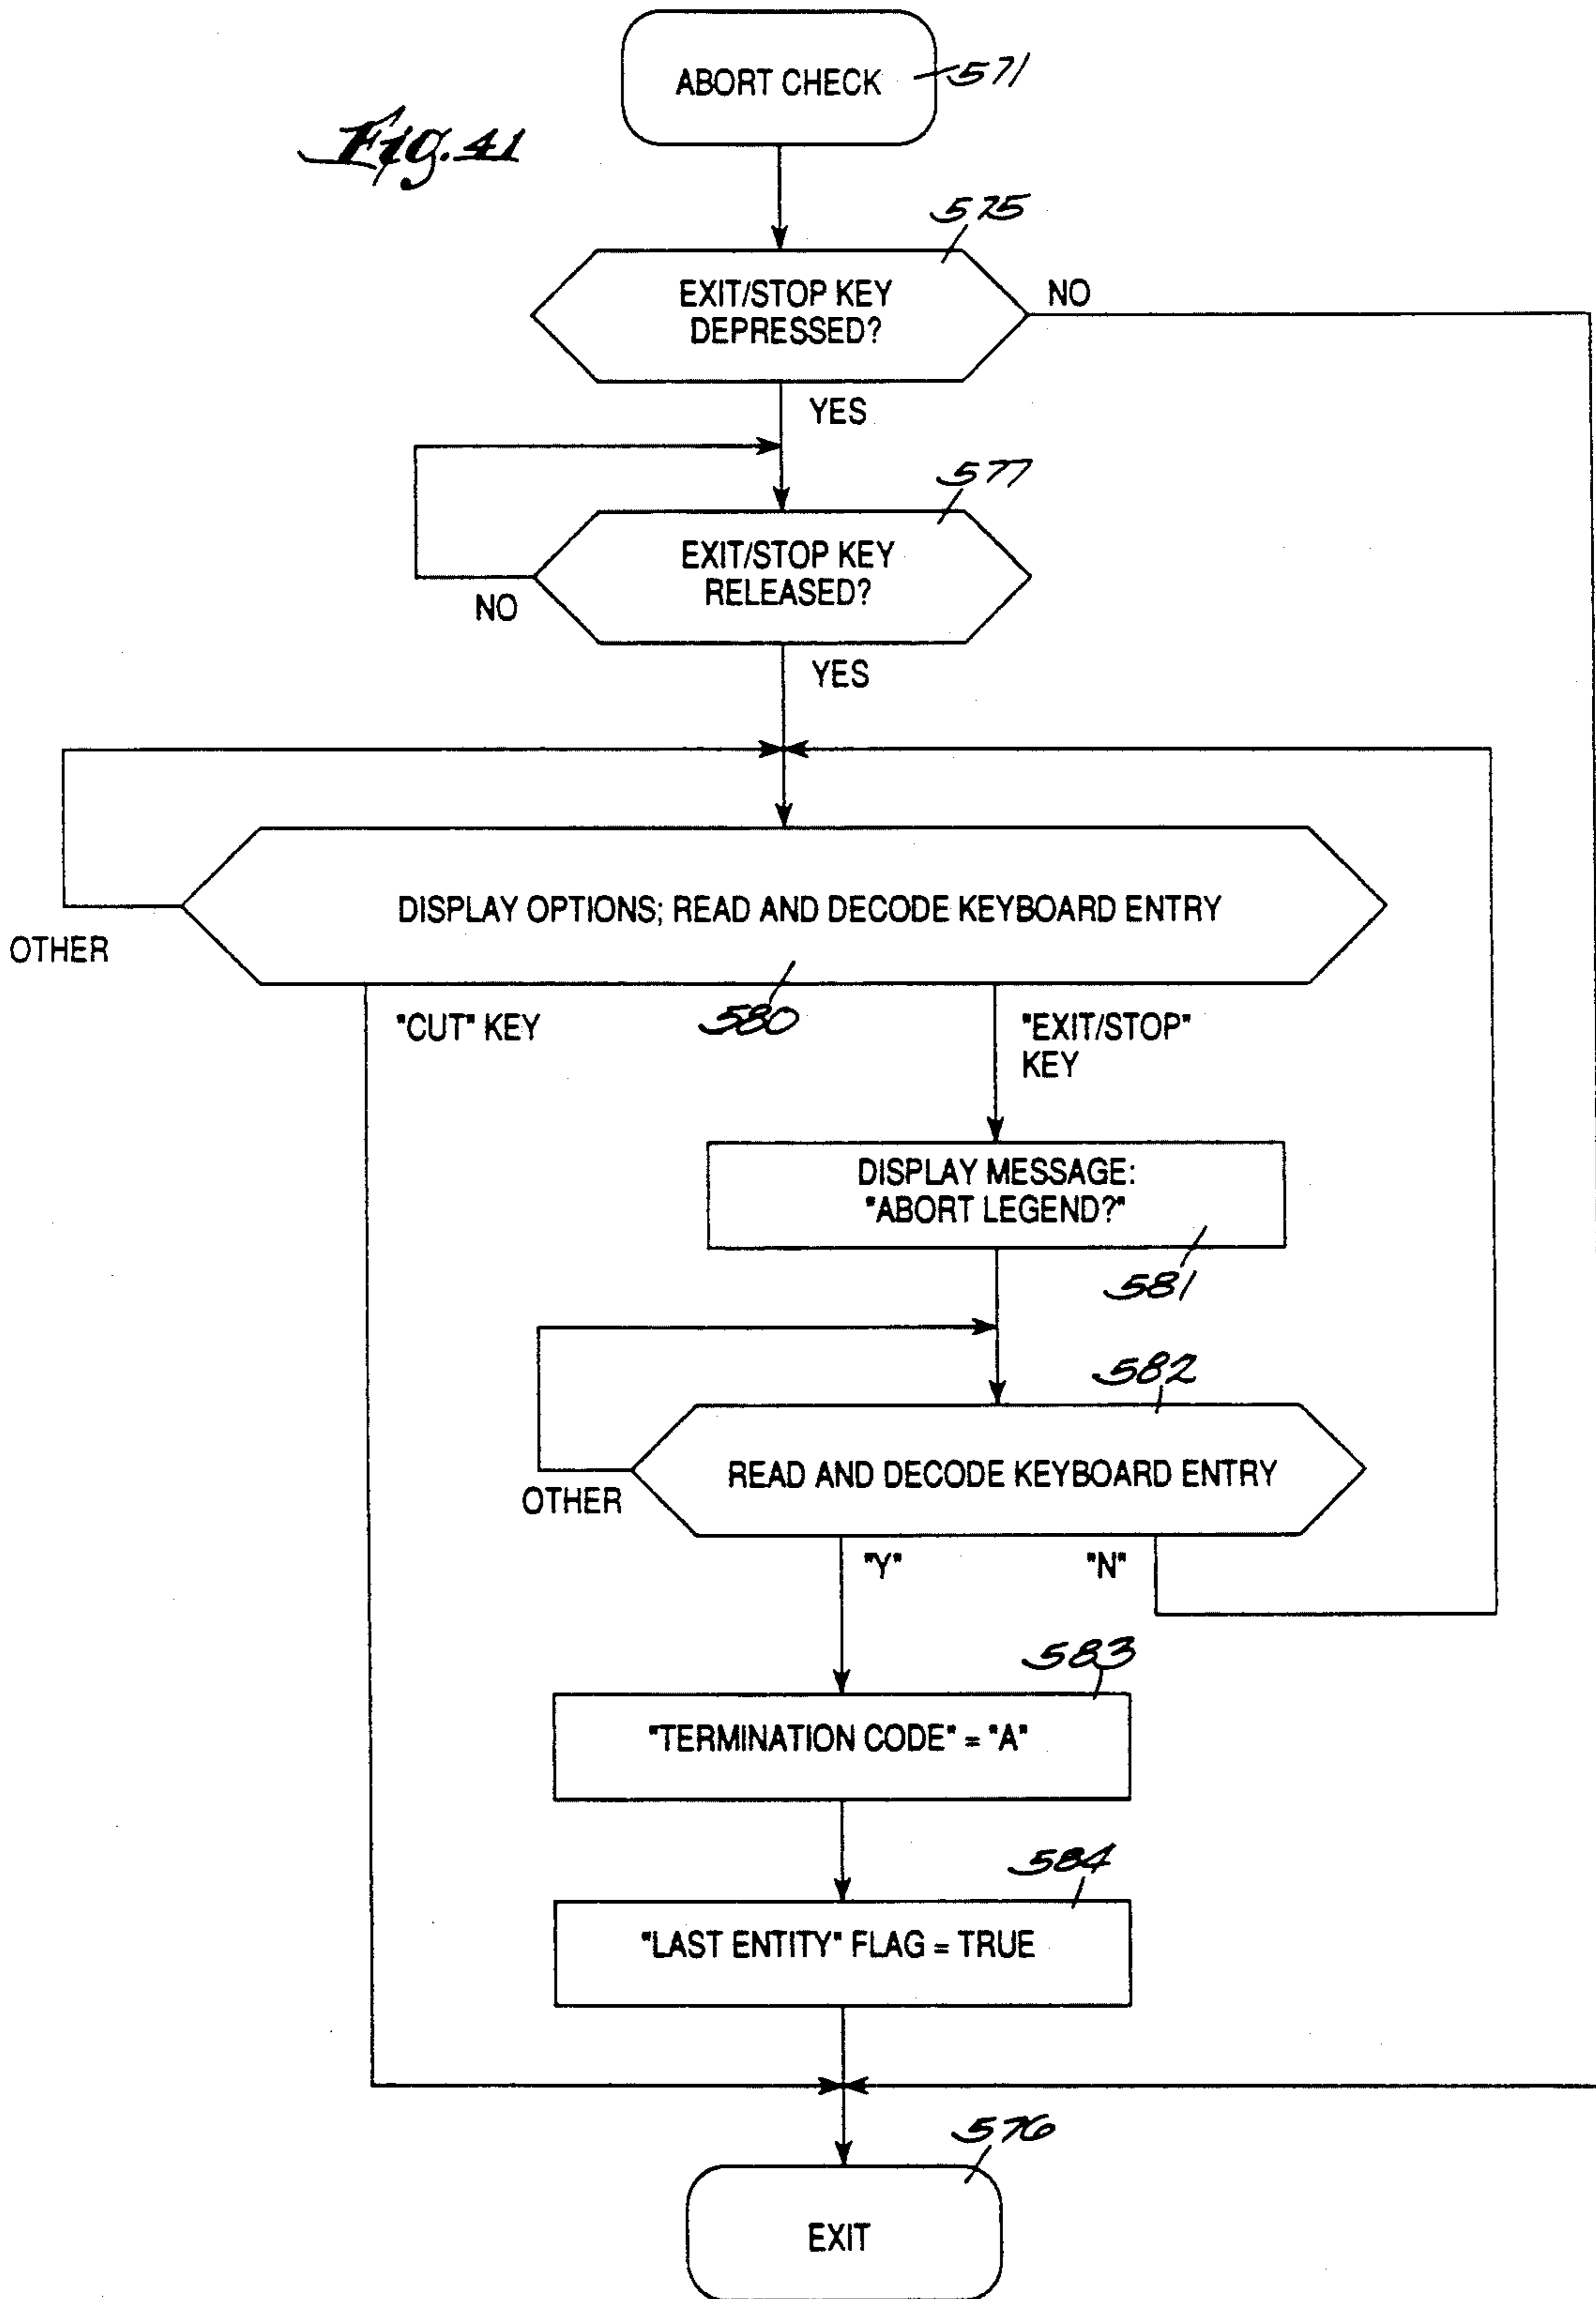 ABORT CHECK
571
Fig. 41
575
EXIT/STOP KEY
DEPRESSED?
NO
YES
577
EXIT/STOP KEY
RELEASED?
NO
YES
DISPLAY OPTIONS; READ AND DECODE KEYBOARD ENTRY
OTHER
580
"CUT" KEY
"EXIT/STOP"
KEY
DISPLAY MESSAGE:
"ABORT LEGEND?"
581
582
READ AND DECODE KEYBOARD ENTRY
OTHER
"Y"
"N"
583
"TERMINATION CODE" = "A"
584
"LAST ENTITY" FLAG = TRUE
576
EXIT